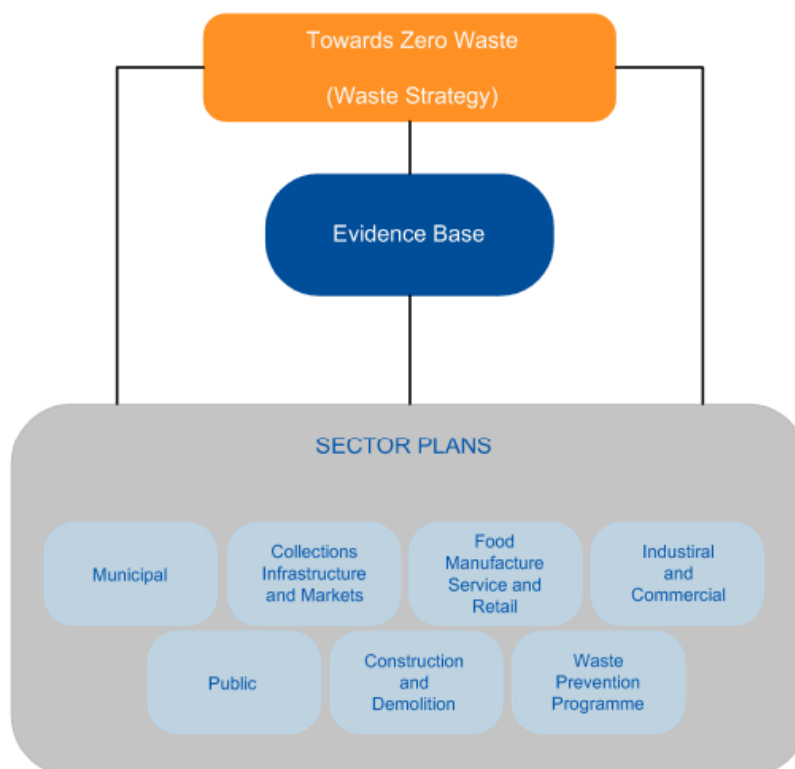 Towards Zero Waste
(Waste Strategy)
Evidence Base
SECTOR PLANS
Municipal
Collections
Infrastructure
and Markets
Food
Manufacture
Service and
Retail
Industiral
and
Commercial
Public
Construction
and
Demolition
Waste
Prevention
Programme